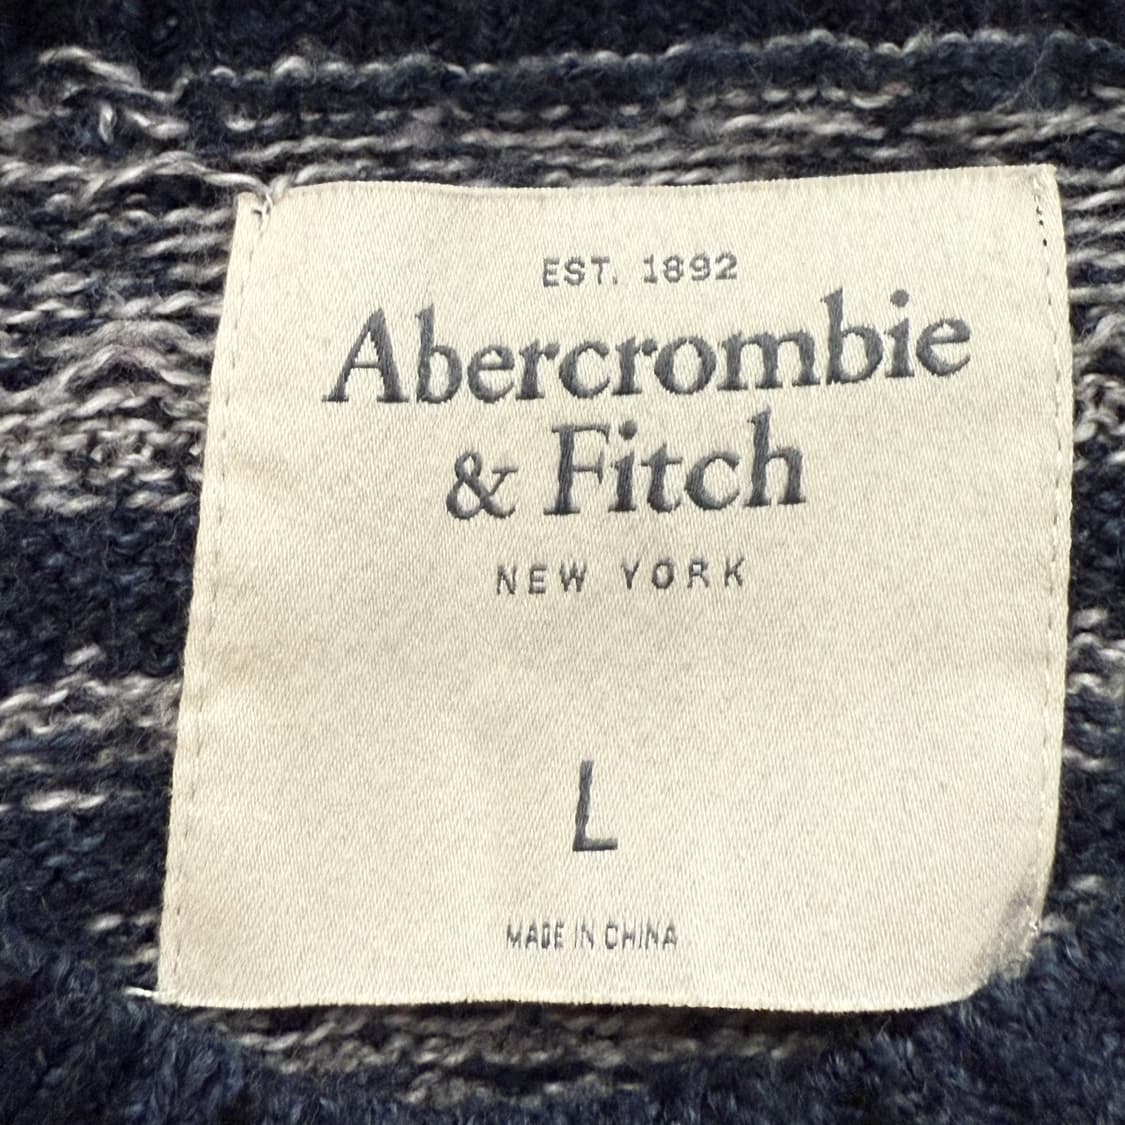 EST. 1892
Abercrombie
& Fitch
NEW YORK
L
MADE IN CHINA